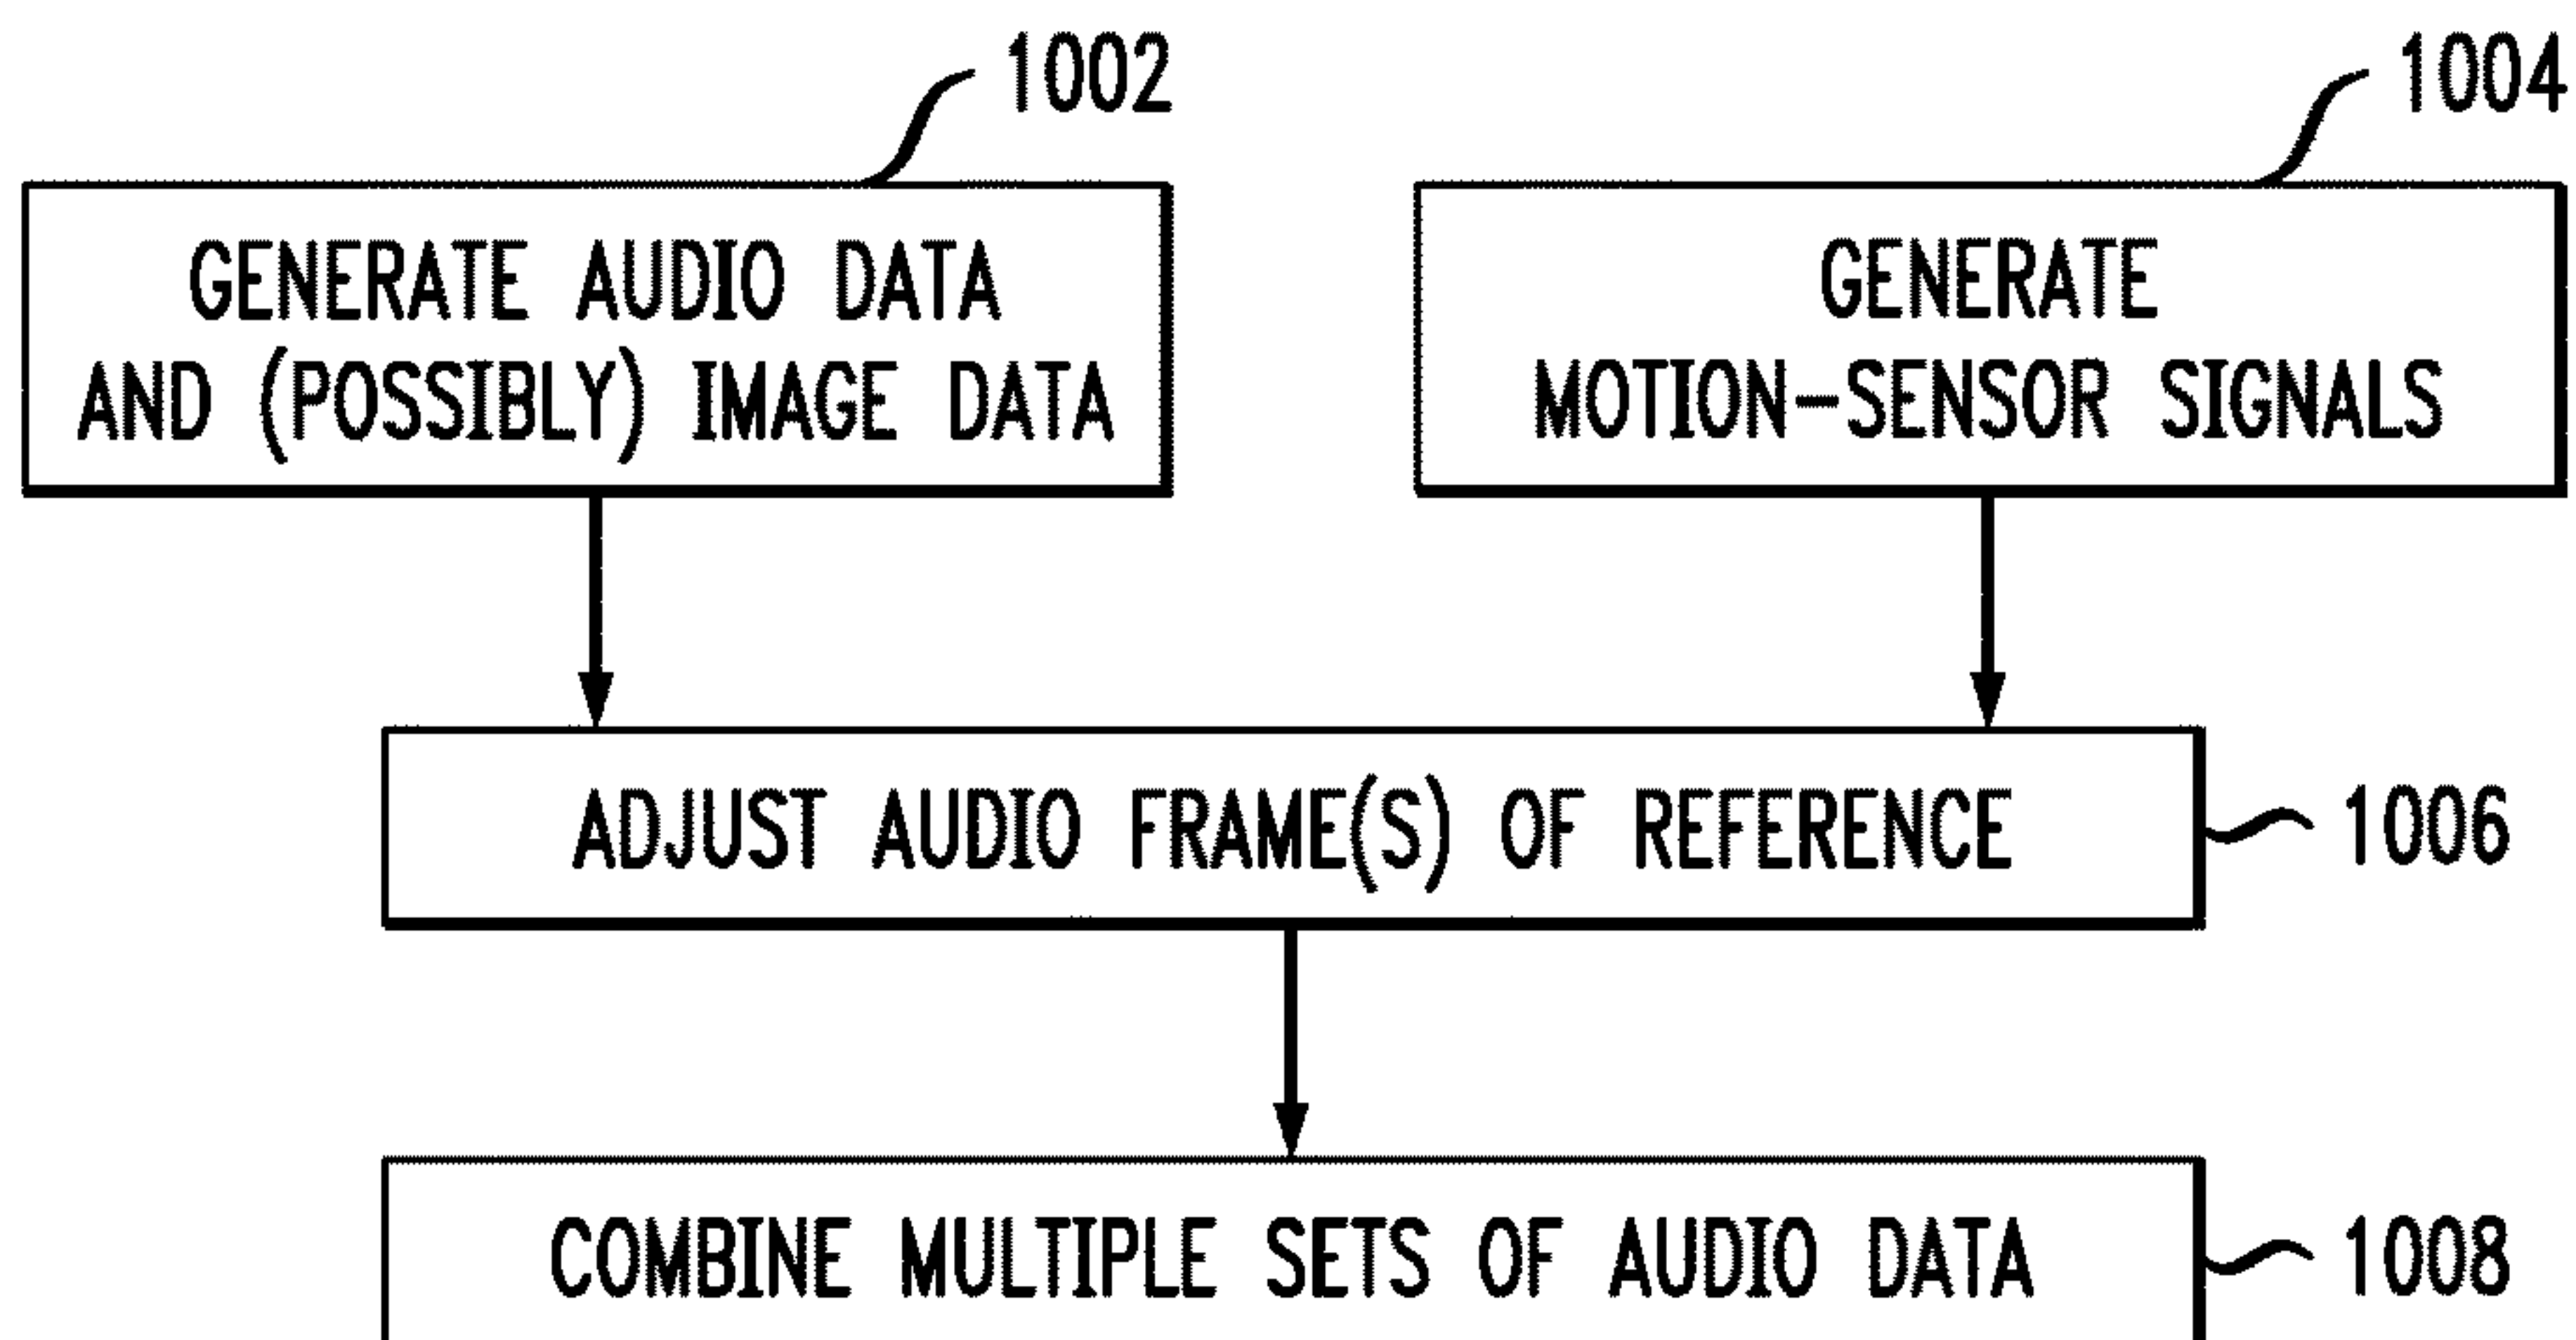 1002
1004
GENERATE AUDIO DATA
AND (POSSIBLY) IMAGE DATA
GENERATE
MOTION-SENSOR SIGNALS
ADJUST AUDIO FRAME(S) OF REFERENCE
1006
COMBINE MULTIPLE SETS OF AUDIO DATA
1008